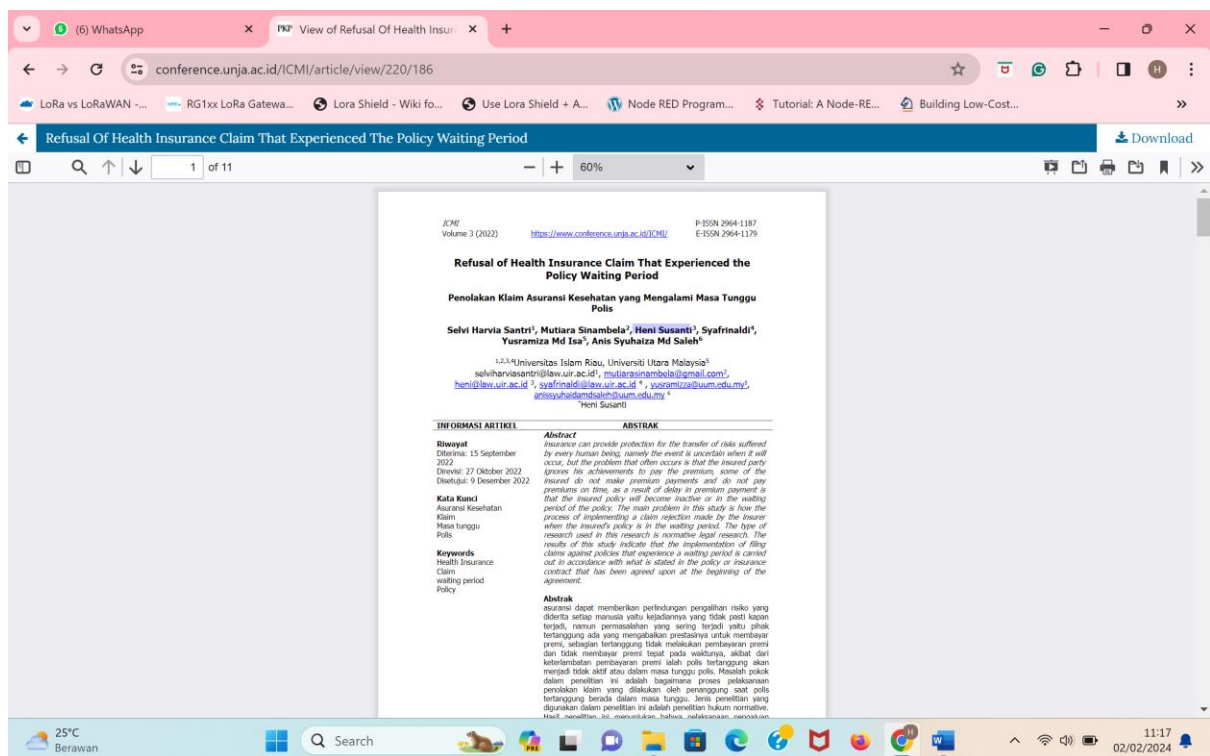 (6) WhatsApp
PKP View of Refusal Of Health Insur
conference.unja.ac.id/ICMI/article/view/220/186
H
LoRa vs LoRaWAN -... RG1xx LoRa Gatewa... Lora Shield - Wiki fo... Use Lora Shield + A... Node RED Program... Tutorial: A Node-RE... Building Low-Cost...
Refusal Of Health Insurance Claim That Experienced The Policy Waiting Period
Download
1 of 11
60%
ICMI P-ISSN 2964-1187
Volume 3 (2022) https://www.conference.unja.ac.id/ICMI/ E-ISSN 2964-1179
Refusal of Health Insurance Claim That Experienced the
Policy Waiting Period
Penolakan Klaim Asuransi Kesehatan yang Mengalami Masa Tunggu
Polis
Selvi Harvia Santri1, Mutiara Sinambela2, Heni Susanti3, Syafrinaldi4,
Yusramiza Md Isa5, Anis Syuhaiza Md Saleh6
1,2,3,4Universitas Islam Riau, Universiti Utara Malaysia5
selviharviasantri@law.uir.ac.id1, mutiarasinambela@gmail.com2,
heni@law.uir.ac.id 3, syafrinaldi@law.uir.ac.id 4 , yusramizza@uum.edu.my5,
anissyuhaidamdsaleh@uum.edu.my 6
*Heni Susanti
INFORMASI ARTIKEL
Riwayat
Diterima: 15 September
2022
Direvisi: 27 Oktober 2022
Disetujui: 9 Desember 2022
Kata Kunci
Asuransi Kesehatan
Klaim
Masa tunggu
Polis
Keywords
Health Insurance
Claim
waiting period
Policy
ABSTRAK
Abstract
insurance can provide protection for the transfer of risks suffered
by every human being, namely the event is uncertain when it will
occur, but the problem that often occurs is that the insured party
ignores his achievements to pay the premium, some of the
insured do not make premium payments and do not pay
premiums on time, as a result of delay in premium payment is
that the insured policy will become inactive or in the waiting
period of the policy. The main problem in this study is how the
process of implementing a claim rejection made by the insurer
when the insured's policy is in the waiting period. The type of
research used in this research is normative legal research. The
results of this study indicate that the implementation of filing
claims against policies that experience a waiting period is carried
out in accordance with what is stated in the policy or insurance
contract that has been agreed upon at the beginning of the
agreement.
Abstrak
asuransi dapat memberikan perlindungan pengalihan risiko yang
diderita setiap manusia yaitu kejadiannya yang tidak pasti kapan
terjadi, namun permasalahan yang sering terjadi yaitu pihak
tertanggung ada yang mengabaikan prestasinya untuk membayar
premi, sebagian tertanggung tidak melakukan pembayaran premi
dan tidak membayar premi tepat pada waktunya, akibat dari
keterlambatan pembayaran premi ialah polis tertanggung akan
menjadi tidak aktif atau dalam masa tunggu polis. Masalah pokok
dalam penelitian ini adalah bagaimana proses pelaksanaan
penolakan klaim yang dilakukan oleh penanggung saat polis
tertanggung berada dalam masa tunggu. Jenis penelitian yang
digunakan dalam penelitian ini adalah penelitian hukum normative.
Hasil penelitian ini menunjukan bahwa pelaksanaan pengajuan
25°C
Berawan
Search
11:17
02/02/2024